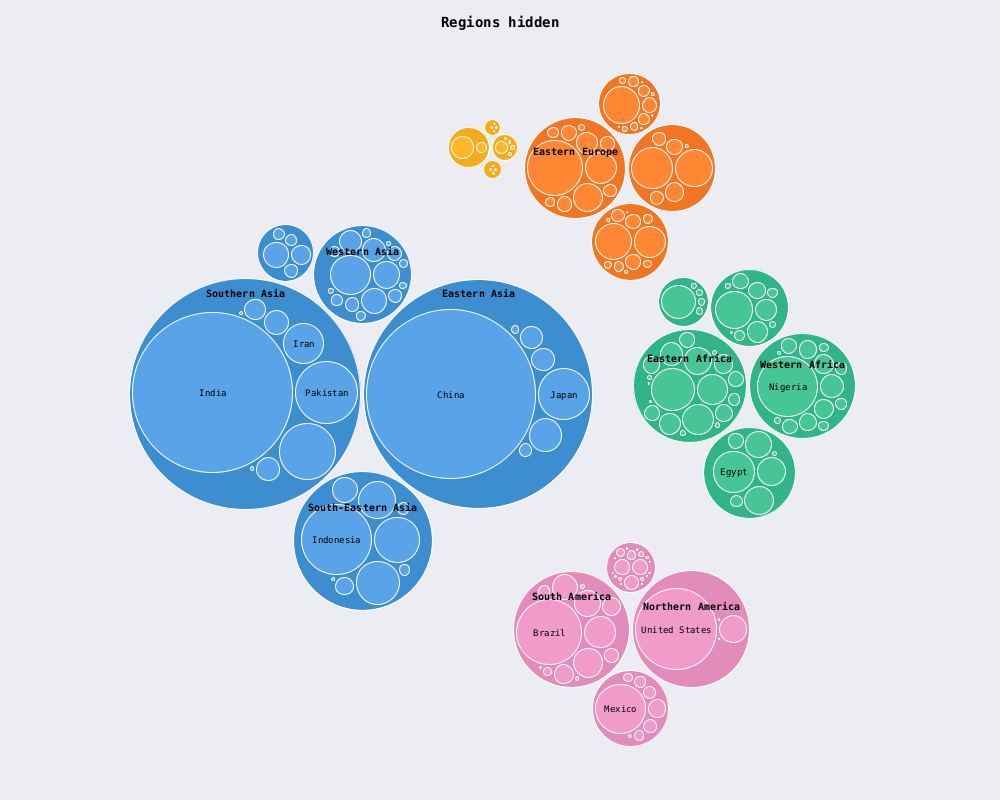 Regions hidden
Eastern Europe
Western Asia
Southern Asia
Eastern Asia
Iran
India
Pakistan
China
Japan
South-Eastern Asia
Indonesia
Eastern Africa
Western Africa
Nigeria
Egypt
South America
Northern America
Brazil
United States
Mexico